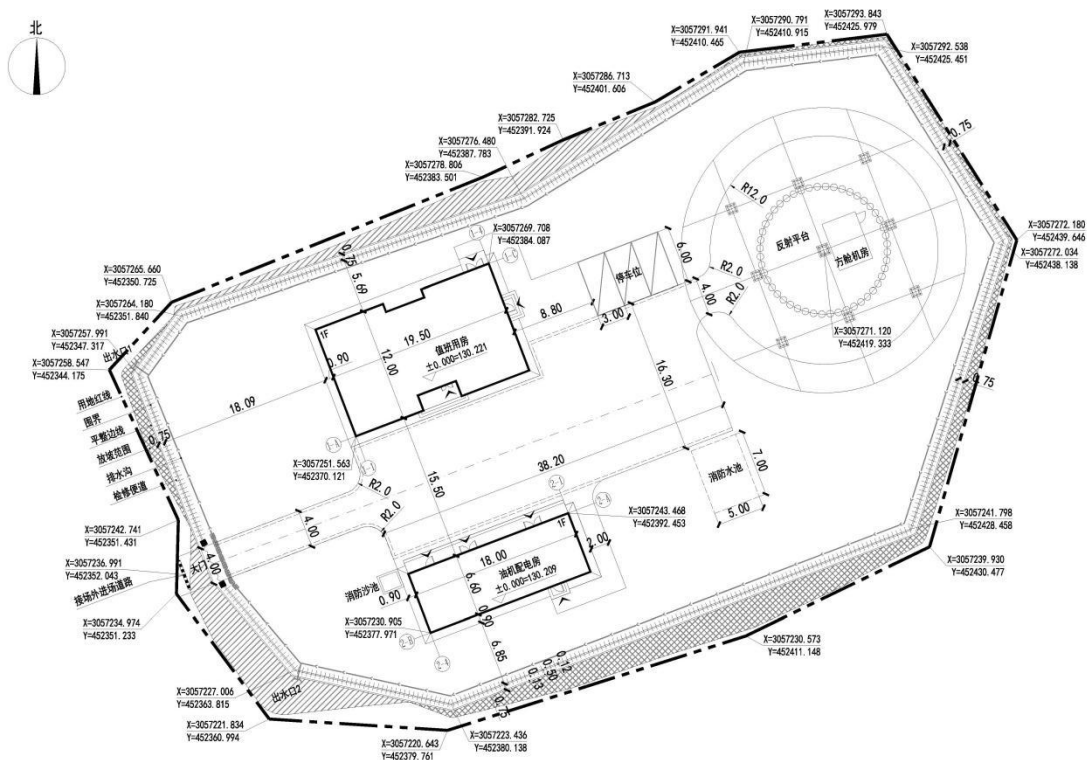 北
X=3057293.843
Y=452425.979
X=3057290.791
Y=452410.915
X=3057291.941
Y=452410.465
X=3057292.538
Y=452425.451
X=3057286.713
Y=452401.606
X=3057282.725
Y=452391.924
X=3057276.480
Y=452387.783
X=3057278.806
Y=452383.501
0.75
R12.0
反射平台
方舱机房
X=3057272.180
Y=452439.646
X=3057272.034
Y=452438.138
X=3057269.708
Y=452384.087
6.00
停车位
R2.0
4.00
R2.0
3.00
8.80
0.75
5.69
X=3057265.660
Y=452350.725
X=3057264.180
Y=452351.840
X=3057257.991
Y=452347.317
X=3057258.547
Y=452344.175
出水口1
1F
19.50
值班用房
±0.000=130.221
0.90
12.00
X=3057271.120
Y=452419.333
16.30
0.75
18.09
用地红线
围界
平整边线
放坡范围
排水沟
检修便道
0.75
X=3057251.563
Y=452370.121
15.50
38.20
消防水池
7.00
5.00
R2.0
R2.0
4.00
X=3057243.468
Y=452392.453
X=3057242.741
Y=452351.431
X=3057236.991
Y=452352.043
接场外进场道路
大门
4.00
X=3057241.798
Y=452428.458
X=3057239.930
Y=452430.477
1F
18.00
2.00
油机配电房
±0.000=130.209
6.60
消防沙池
0.90
0.90
X=3057234.974
Y=452351.233
X=3057230.905
Y=452377.971
6.85
X=3057230.573
Y=452411.148
0.12
0.50
0.13
0.75
X=3057227.006
Y=452363.815
出水口2
X=3057221.834
Y=452360.994
X=3057220.643
Y=452379.761
X=3057223.436
Y=452380.138